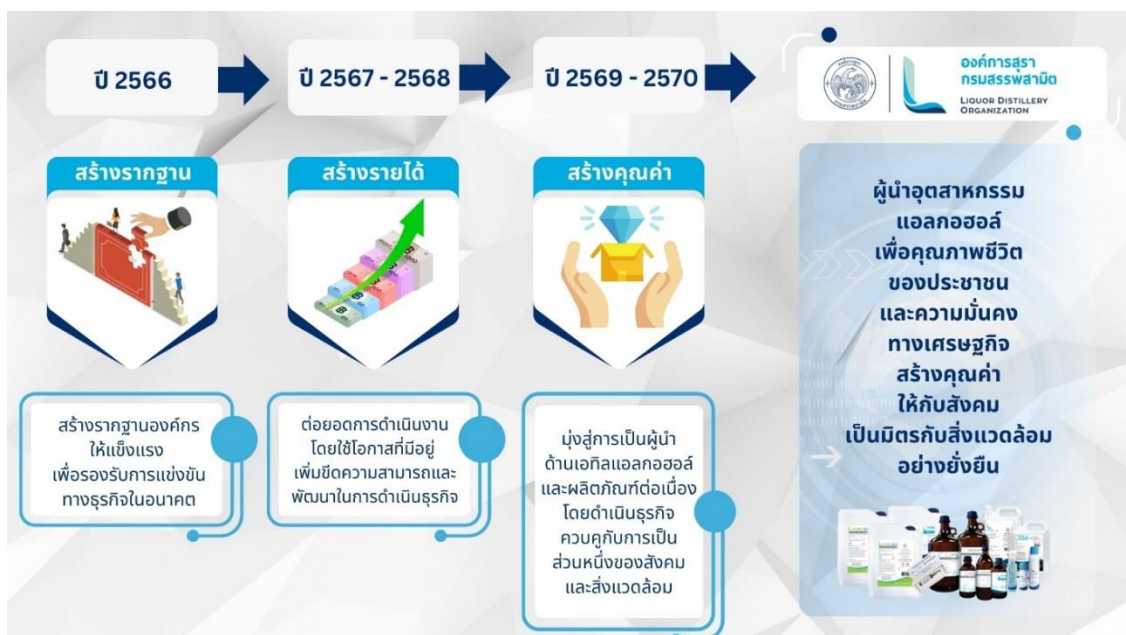 ปี 2566
ปี 2567 - 2568
ปี 2569 - 2570
องค์การสุรา
กรมสรรพสามิต
LIQUOR DISTILLERY
ORGANIZATION
สร้างรากฐาน
สร้างรายได้
สร้างคุณค่า
สร้างรากฐานองค์กร
ให้แข็งแรง
เพื่อรองรับการแข่งขัน
ทางธุรกิจในอนาคต
ต่อยอดการดำเนินงาน
โดยใช้โอกาสที่มีอยู่
เพิ่มขีดความสามารถและ
พัฒนาในการดำเนินธุรกิจ
มุ่งสู่การเป็นผู้นำ
ด้านเอทิลแอลกอฮอล์
และผลิตภัณฑ์ต่อเนื่อง
โดยดำเนินธุรกิจ
ควบคู่กับการเป็น
ส่วนหนึ่งของสังคม
และสิ่งแวดล้อม
ผู้นำอุตสาหกรรม
แอลกอฮอล์
เพื่อคุณภาพชีวิต
ของประชาชน
และความมั่นคง
ทางเศรษฐกิจ
สร้างคุณค่า
ให้กับสังคม
เป็นมิตรกับสิ่งแวดล้อม
อย่างยั่งยืน